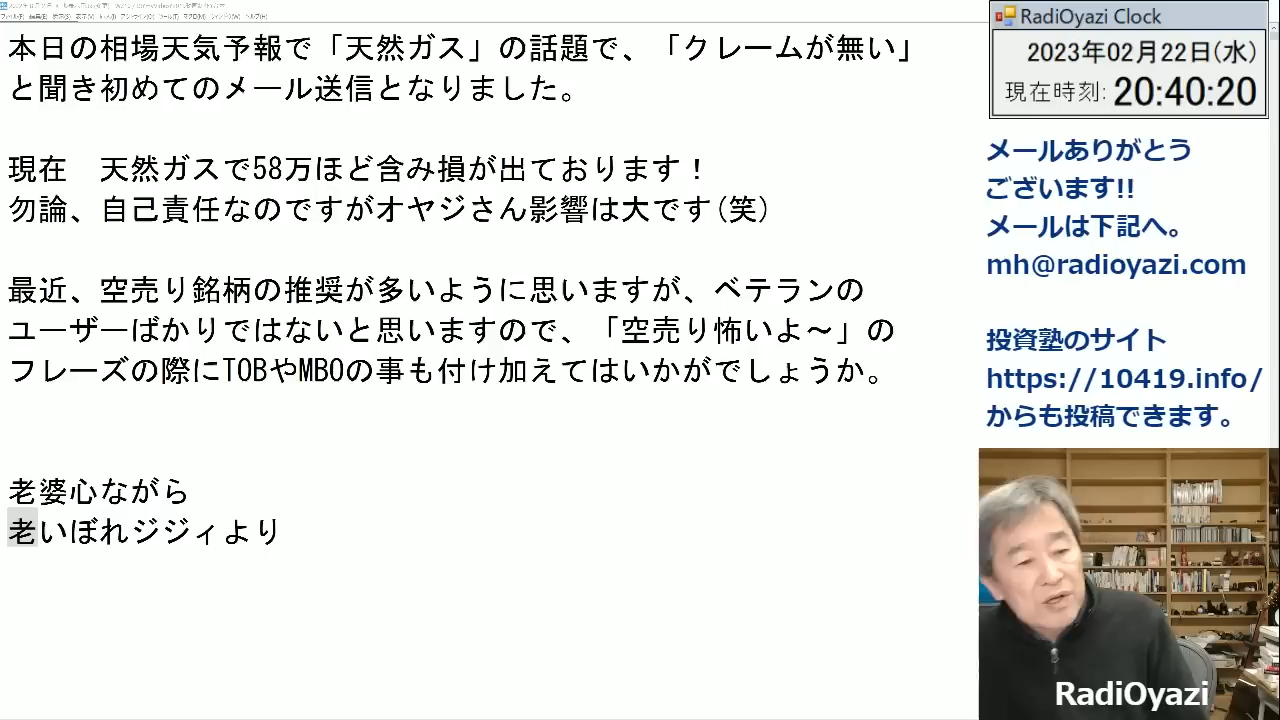 本日の相場天気予報で「天然ガス」の話題で、「クレームが無い」
と聞き初めてのメール送信となりました。
現在　天然ガスで58万ほど含み損が出ております！
勿論、自己責任なのですがオヤジさん影響は大です(笑)
最近、空売り銘柄の推奨が多いように思いますが、ベテランの
ユーザーばかりではないと思いますので、「空売り怖いよ～」の
フレーズの際にTOBやMBOの事も付け加えてはいかがでしょうか。
老婆心ながら
老いぼれジジィより
RadiOyazi Clock
2023年02月22日(水)
現在時刻: 20:40:20
メールありがとう
ございます!!
メールは下記へ。
mh@radioyazi.com
投資塾のサイト
https://10419.info/
からも投稿できます。
RadiOyazi